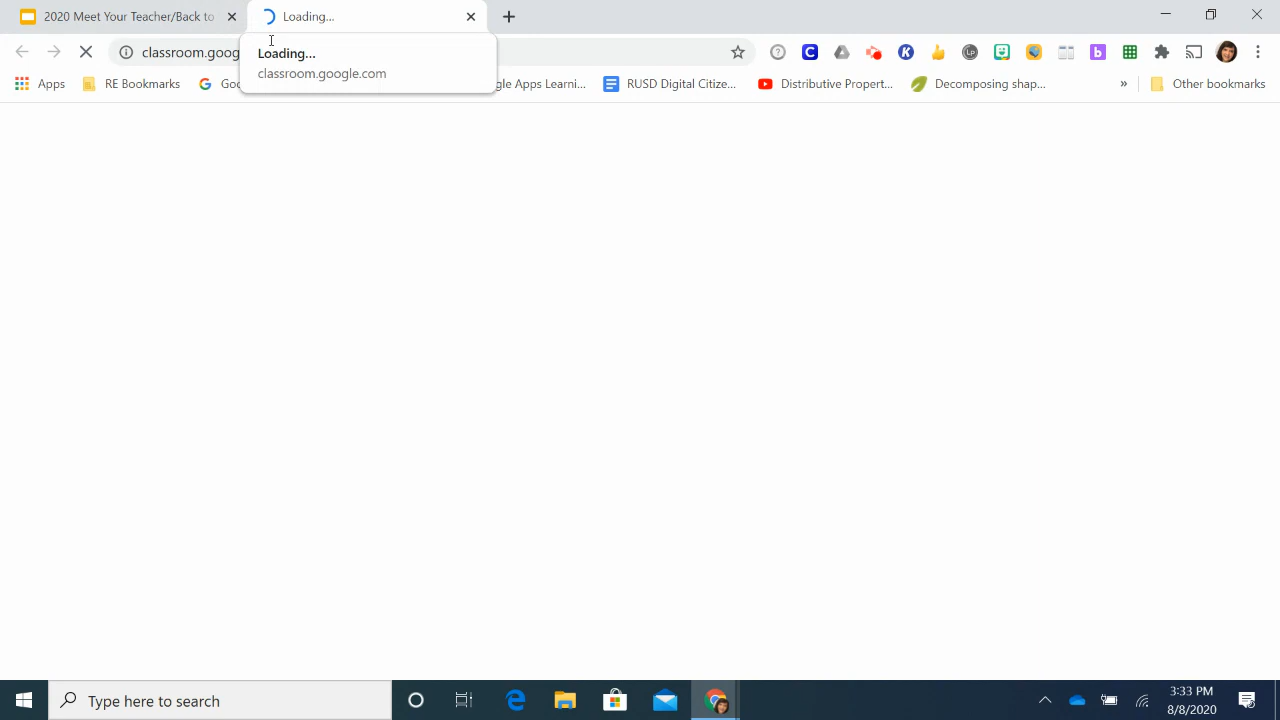 2020 Meet Your Teacher/Back to
Loading...
classroom.goog
Loading...
classroom.google.com
Apps
RE Bookmarks
Goo
gle Apps Learni...
RUSD Digital Citize...
Distributive Propert...
Decomposing shap...
»
Other bookmarks
Type here to search
3:33 PM
8/8/2020